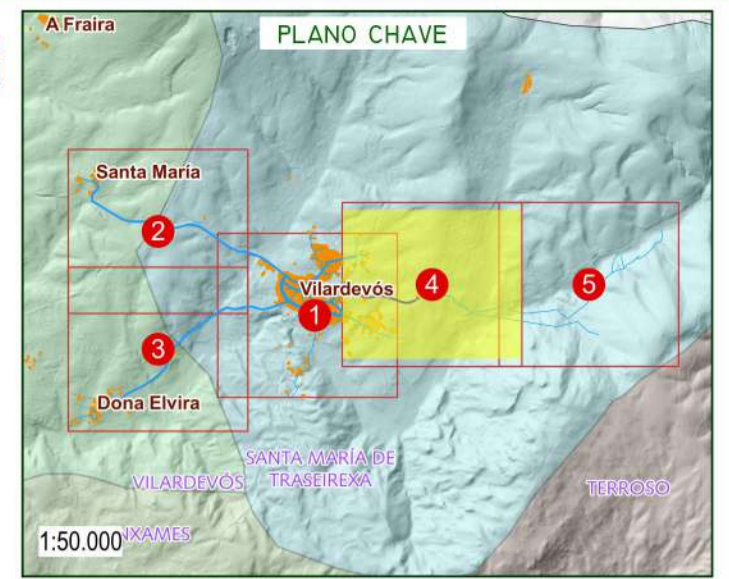 A Fraira
PLANO CHAVE
Santa María
2
Vilardevós
4
5
1
3
Dona Elvira
SANTA MARÍA DE
TRASEIREXA
VILARDEVÓS
TERROSO
1:50.000